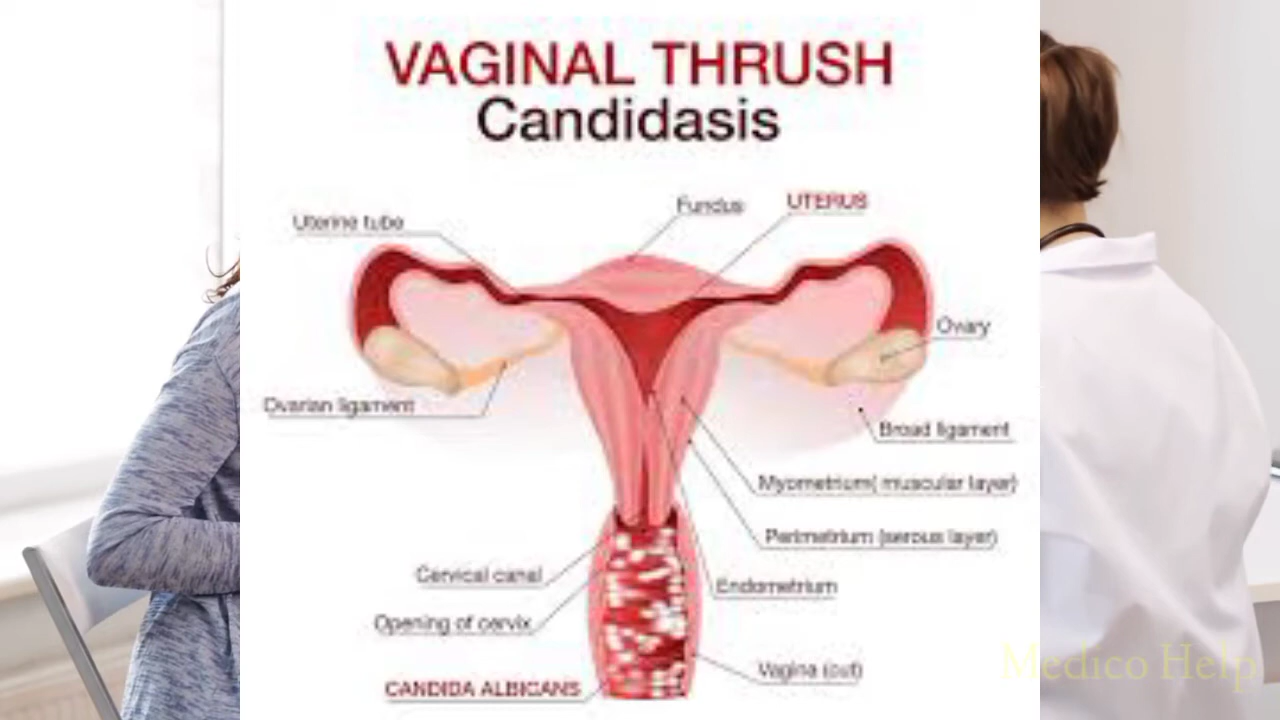 VAGINAL THRUSH
Candidasis
Fundus
UTERUS
Uterine tube
Ovary
Ovarian ligament
Broad ligament
Myometrium( muscular layer)
Perimetrium (serous layer)
Cervical canal
Endometrium
Opening of cervix
Vagina (cut)
CANDIDA ALBICANS
Medico Help